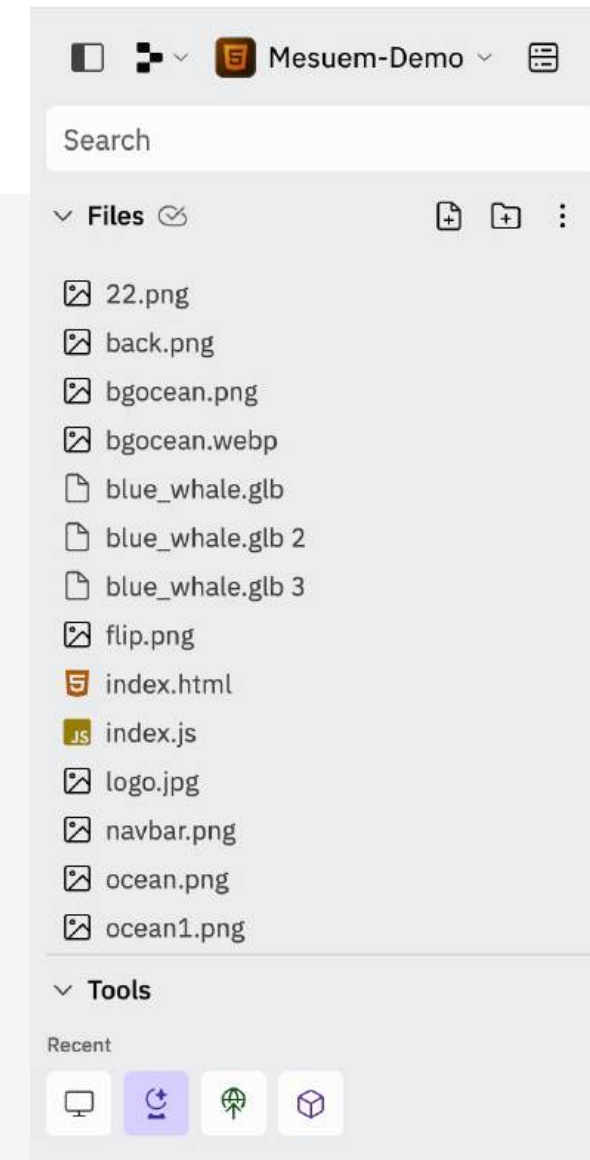 Mesuem-Demo
Search
Files
22.png
back.png
bgocean.png
bgocean.webp
blue_whale.glb
blue_whale.glb 2
blue_whale.glb 3
flip.png
index.html
JS index.js
logo.jpg
navbar.png
ocean.png
ocean1.png
Tools
Recent